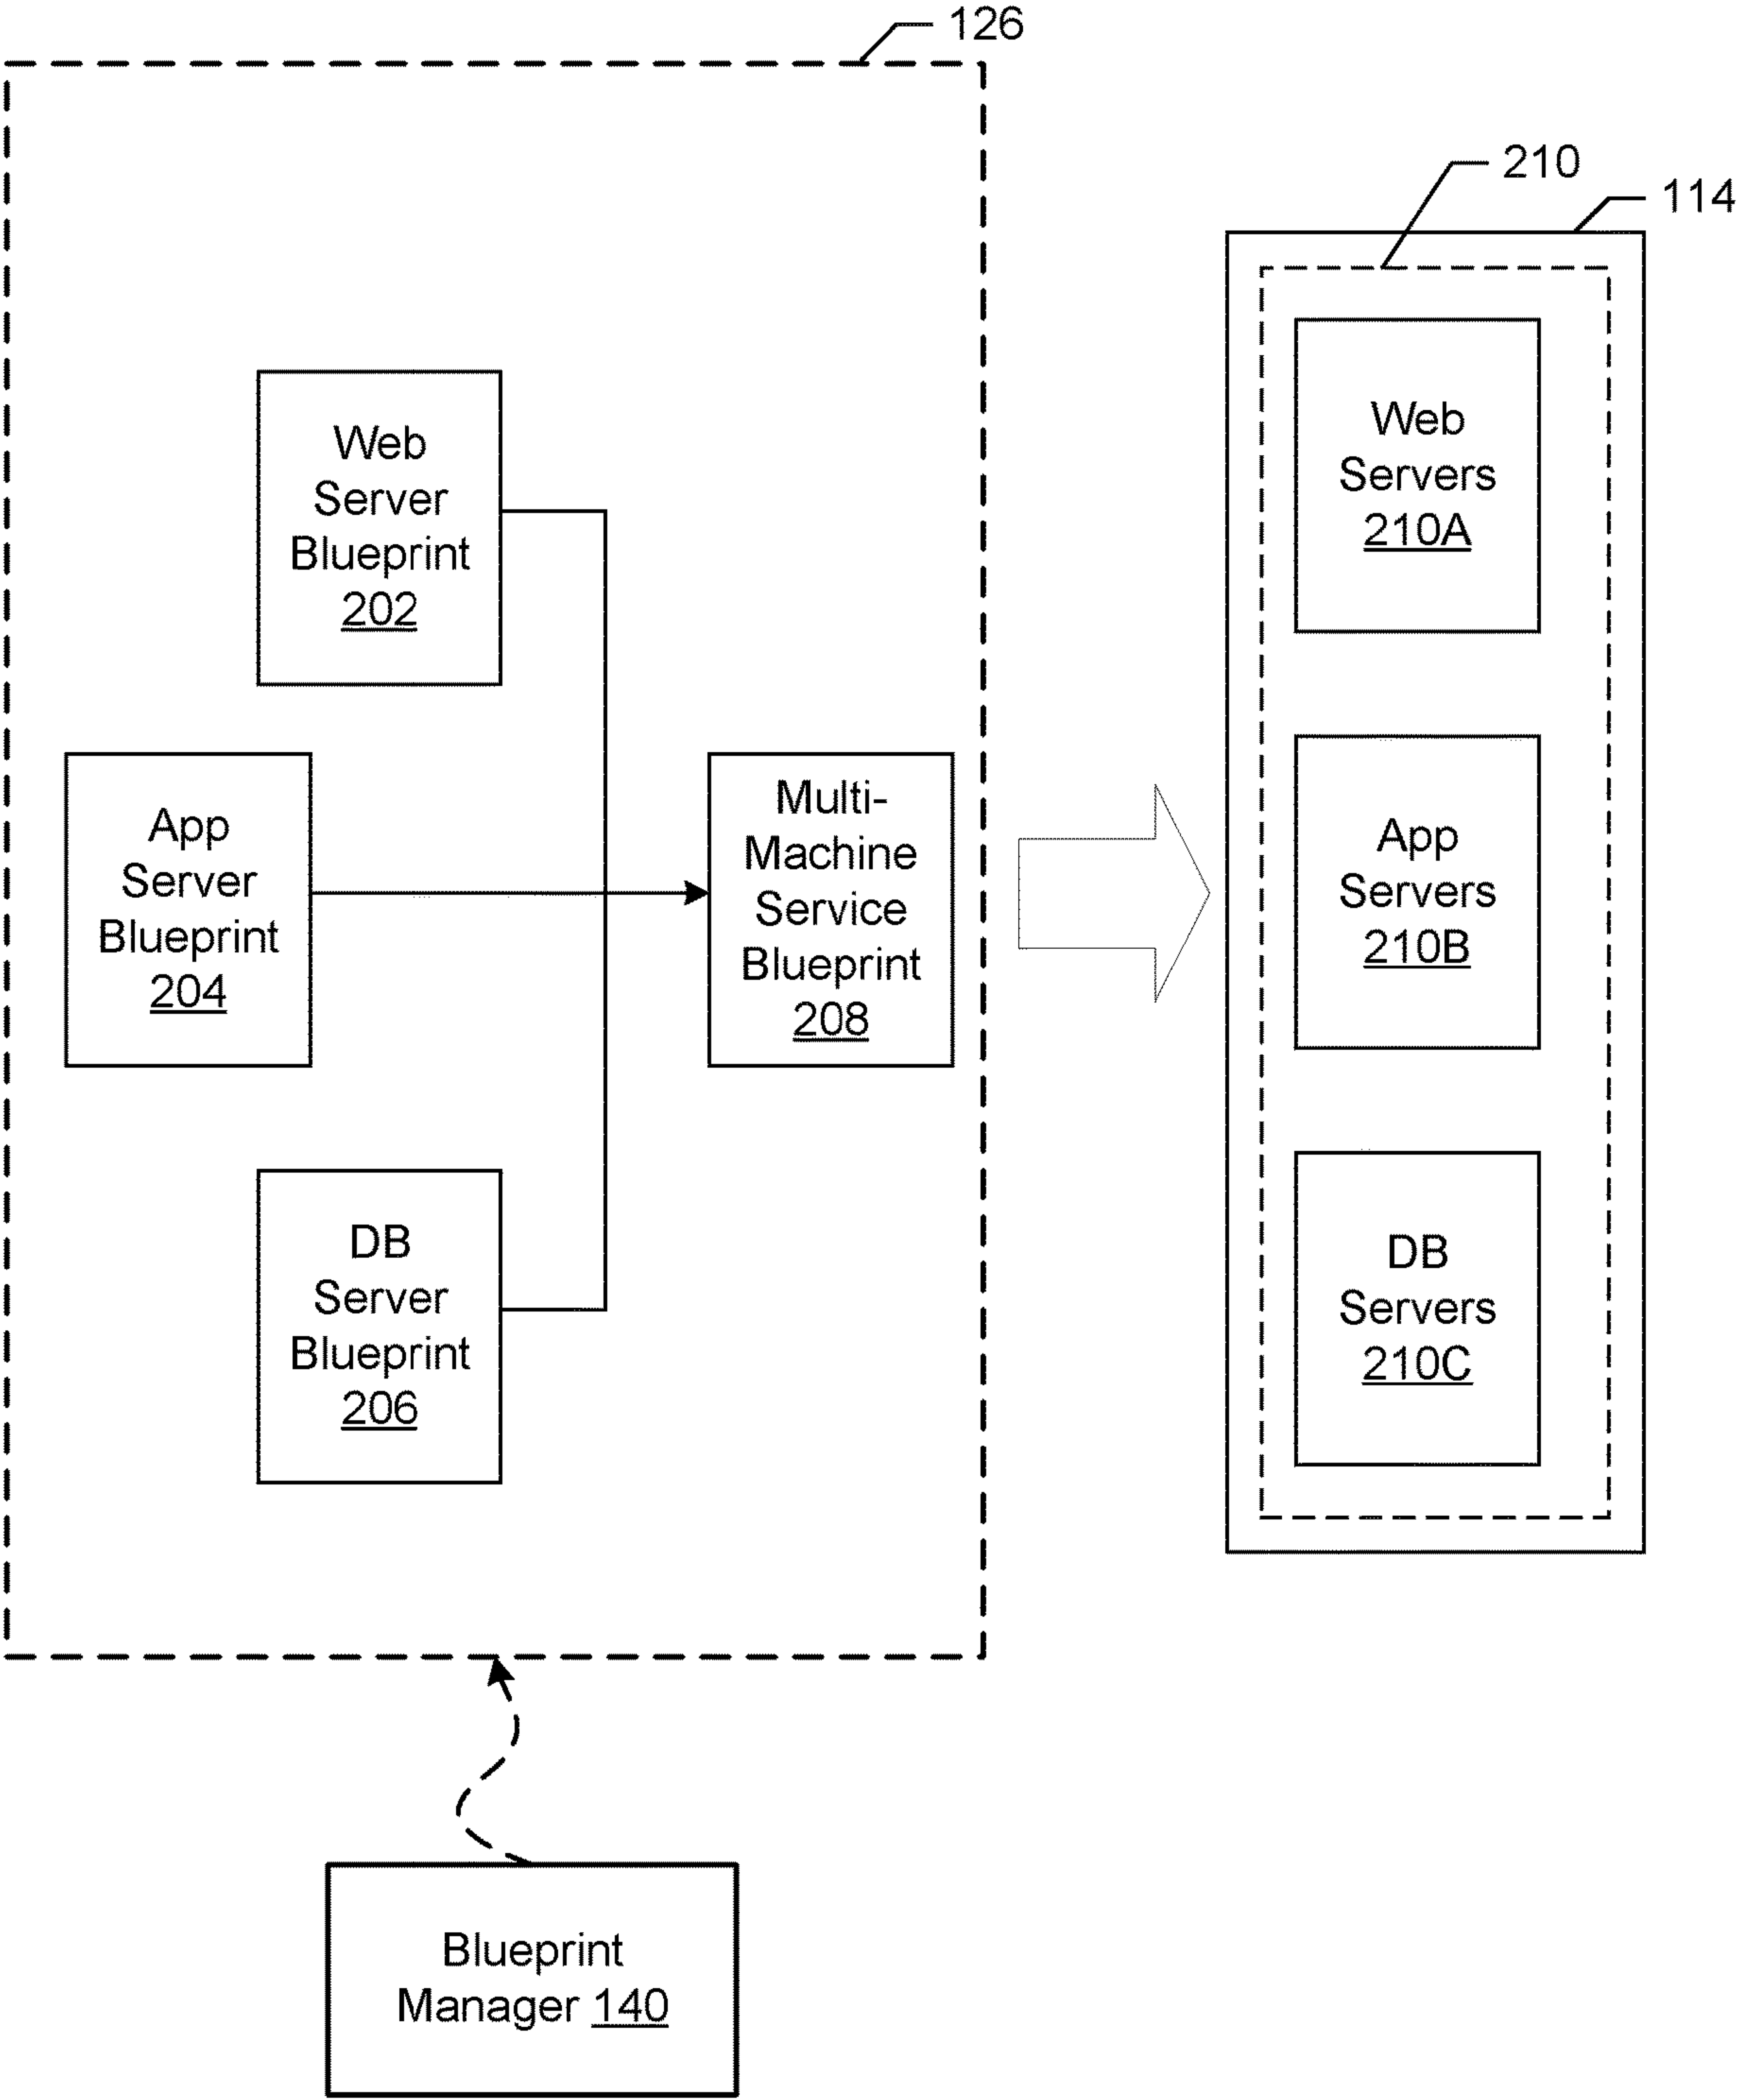 126
210
114
Web
Server
Blueprint
202
App
Server
Blueprint
204
DB
Server
Blueprint
206
Multi-
Machine
Service
Blueprint
208
Web
Servers
210A
App
Servers
210B
DB
Servers
210C
Blueprint
Manager 140